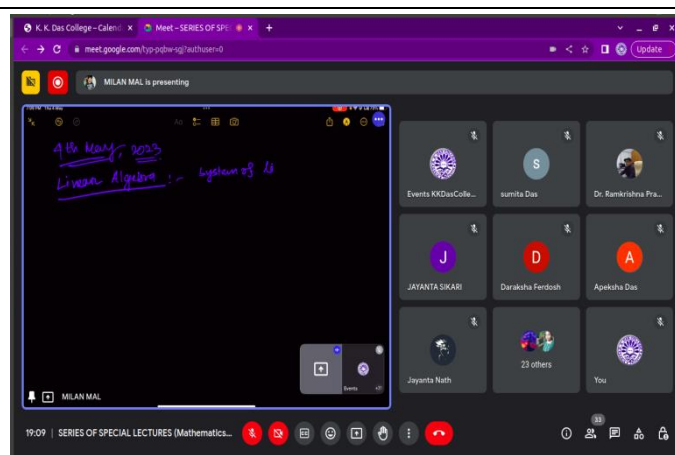 K. K. Das College – Calend
Meet – SERIES OF SPE
meet.google.com/typ-pqbw-sgj?authuser=0
Update
MILAN MAL is presenting
Aa
4th May, 2023
Linear Algebra :- System of
Events
MILAN MAL
Events KKDasColle...
S
sumita Das
Dr. Ramkrishna Pra...
J
JAYANTA SIKARI
D
Daraksha Ferdosh
A
Apeksha Das
Jayanta Nath
23 others
You
19:09 | SERIES OF SPECIAL LECTURES (Mathematics...
33